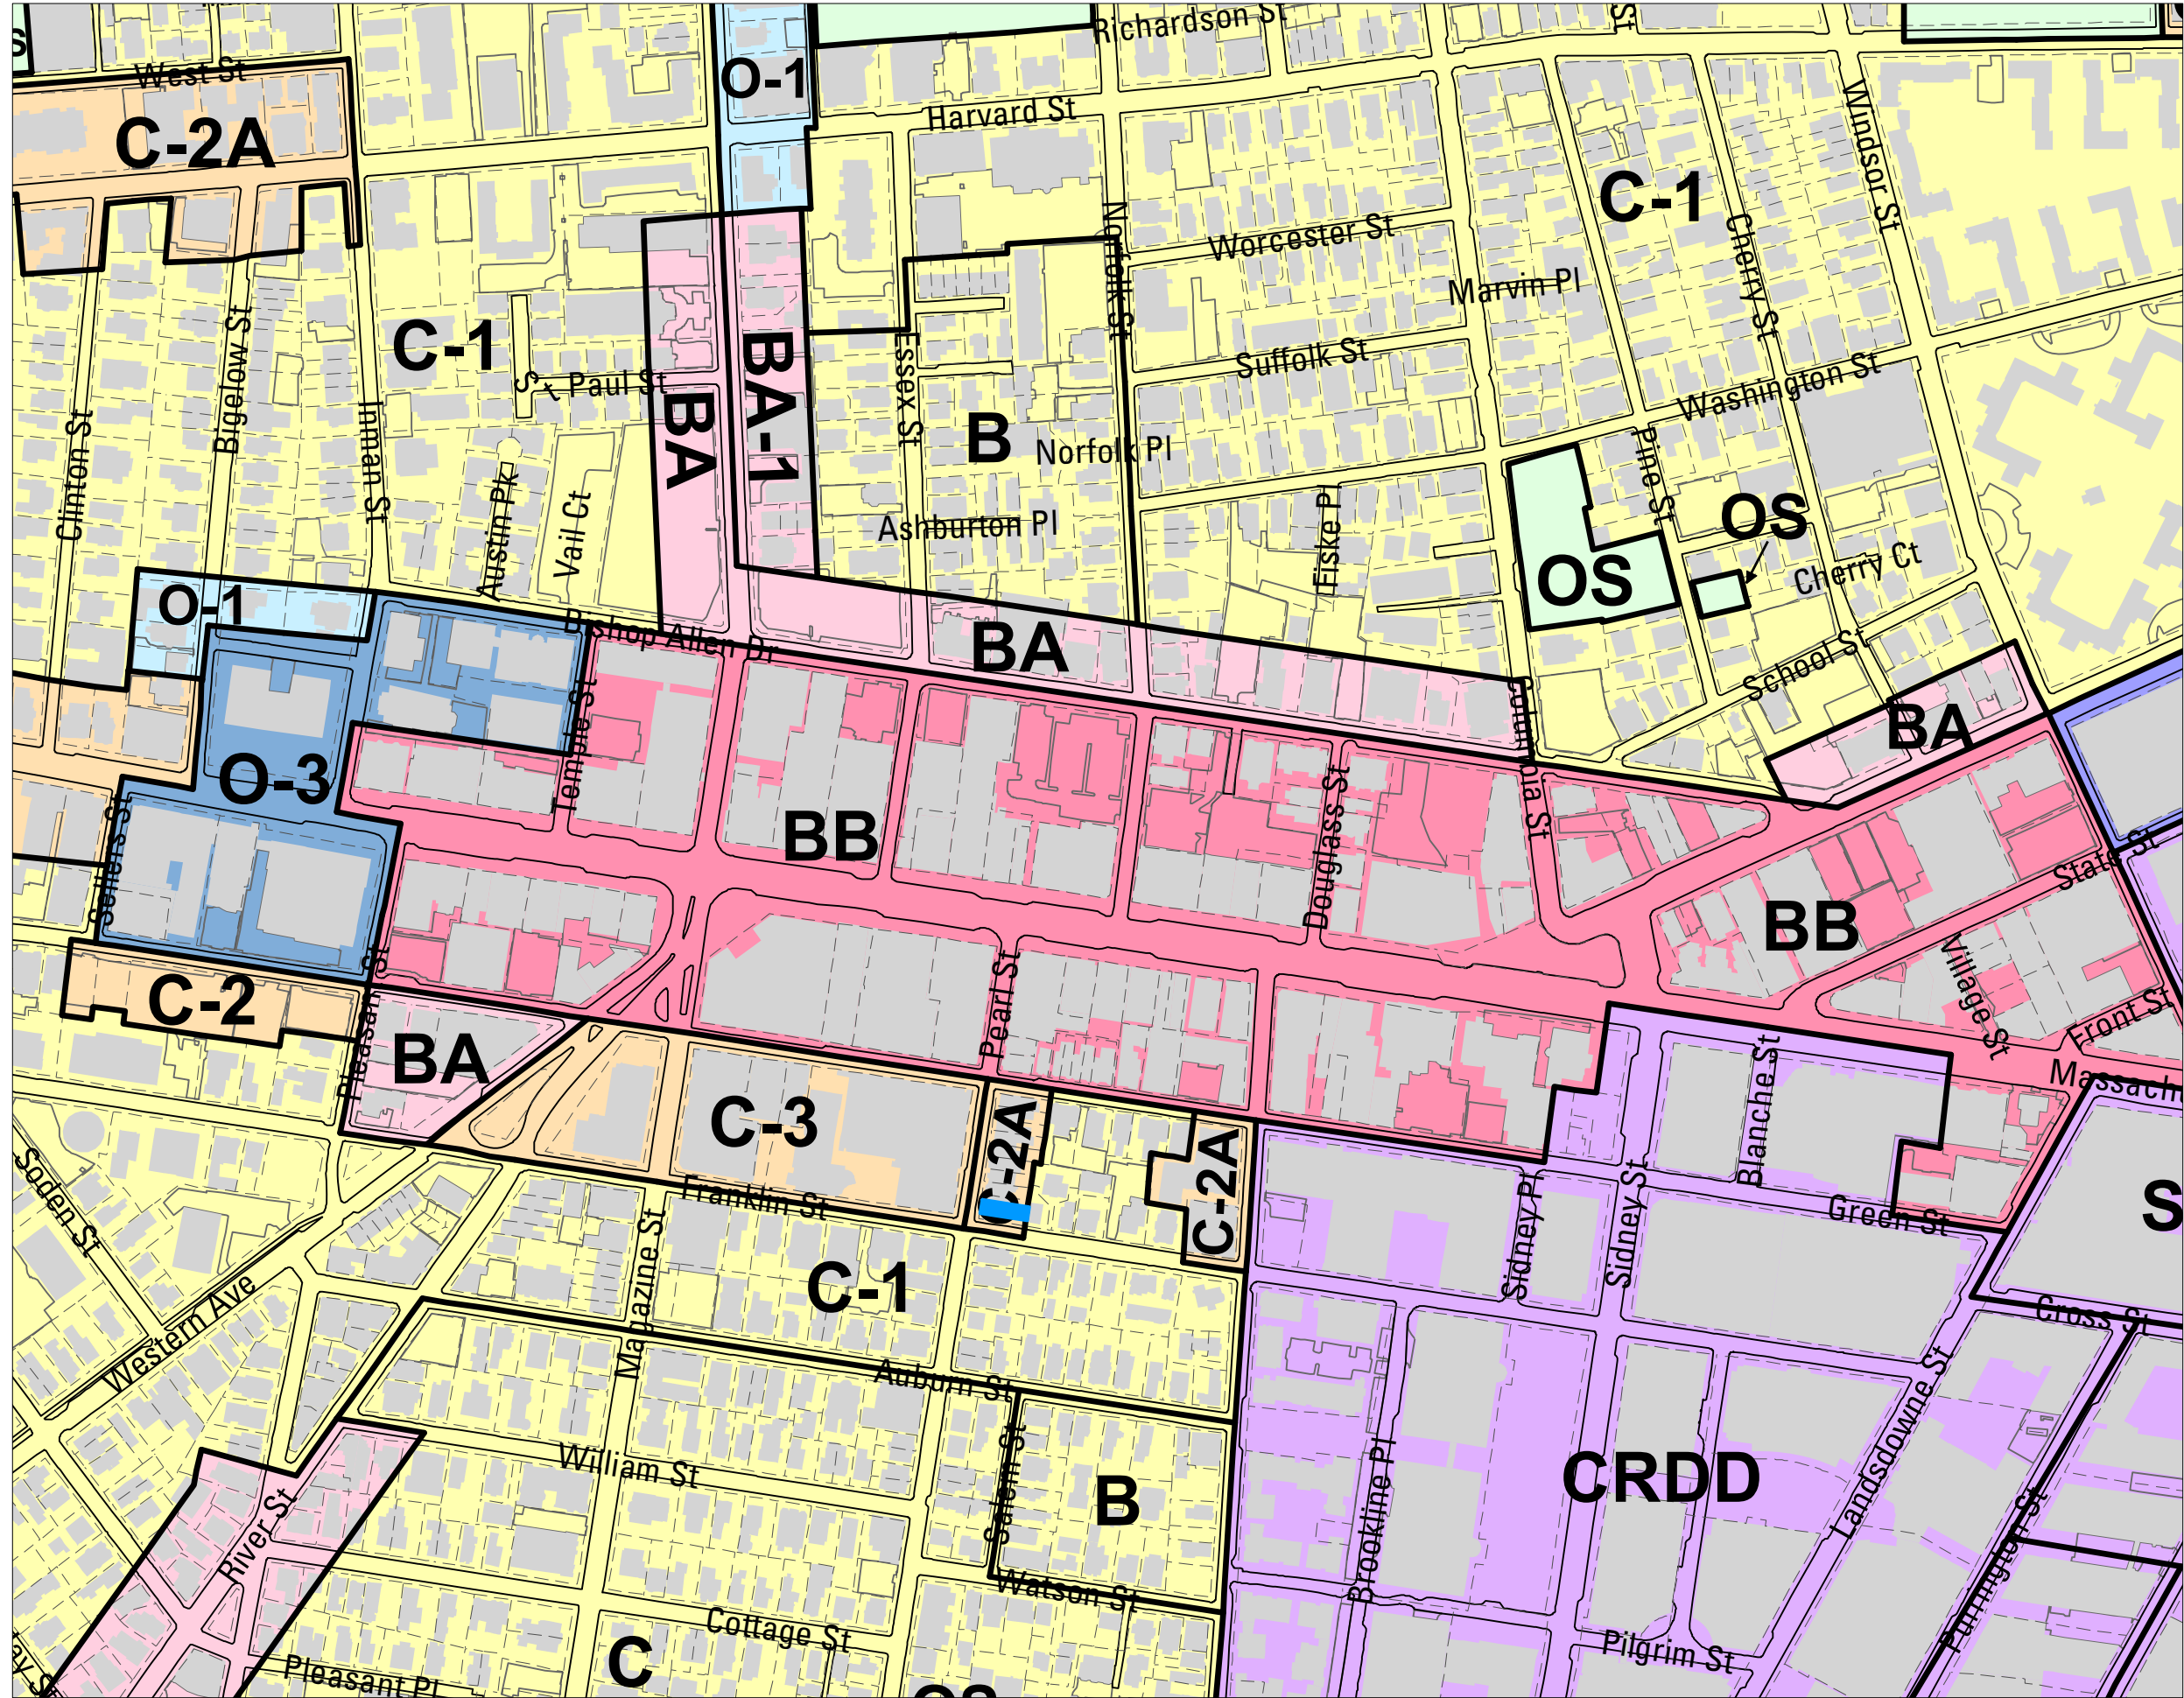 Richardson St
West St
O-1
Harvard St
C-2A
Windsor St
C-1
Norfolk St
Worcester St
Cherry St
Marvin Pl
Bigelow St
C-1
BA-1
Essex St
Suffolk St
Washington St
St Paul St
Inman St
BA
B
Norfolk Pl
Clinton St
Pine St
OS
Austin Pk
Vail Ct
Ashburton Pl
Fiske Pl
OS
Cherry Ct
O-1
Bishop Allen Dr
BA
School St
Temple St
Columbia St
BA
O-3
BB
Douglass St
Sellers St
State St
BB
Village St
C-2
Pleasant St
Pearl St
Front St
BA
Blanche St
Massach
C-3
C-2A
C-2A
Soden St
Franklin St
Magazine St
Sidney Pl
Sidney St
Green St
S
C-1
Western Ave
Cross St
Auburn St
Landsdowne St
William St
Salem St
B
Brookline Pl
CRDD
River St
Purrington St
Watson St
Cottage St
C
Pilgrim St
Pleasant Pl
OS